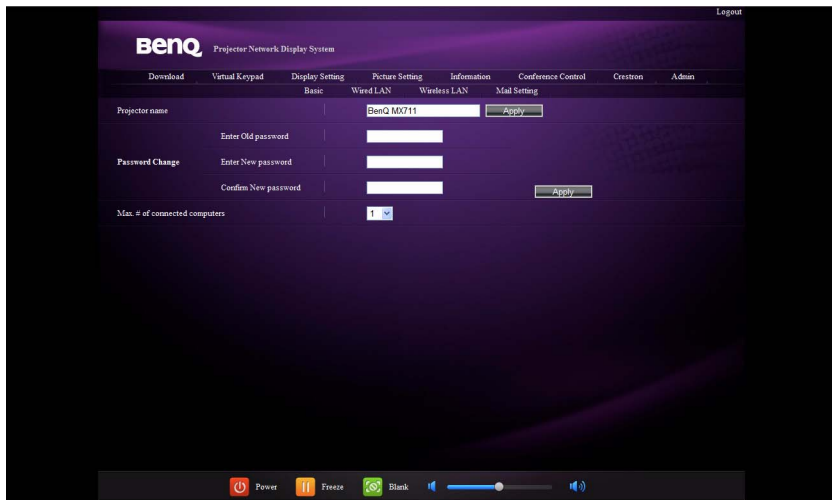 Logout
BenQ Projector Network Display System
Download Virtual Keypad Display Setting Picture Setting Information Conference Control Crestron Admin
Basic Wired LAN Wireless LAN Mail Setting
Projector name BenQ MX711 Apply
Enter Old password
Password Change Enter New password
Confirm New password Apply
Max. # of connected computers 1
Power Freeze Blank